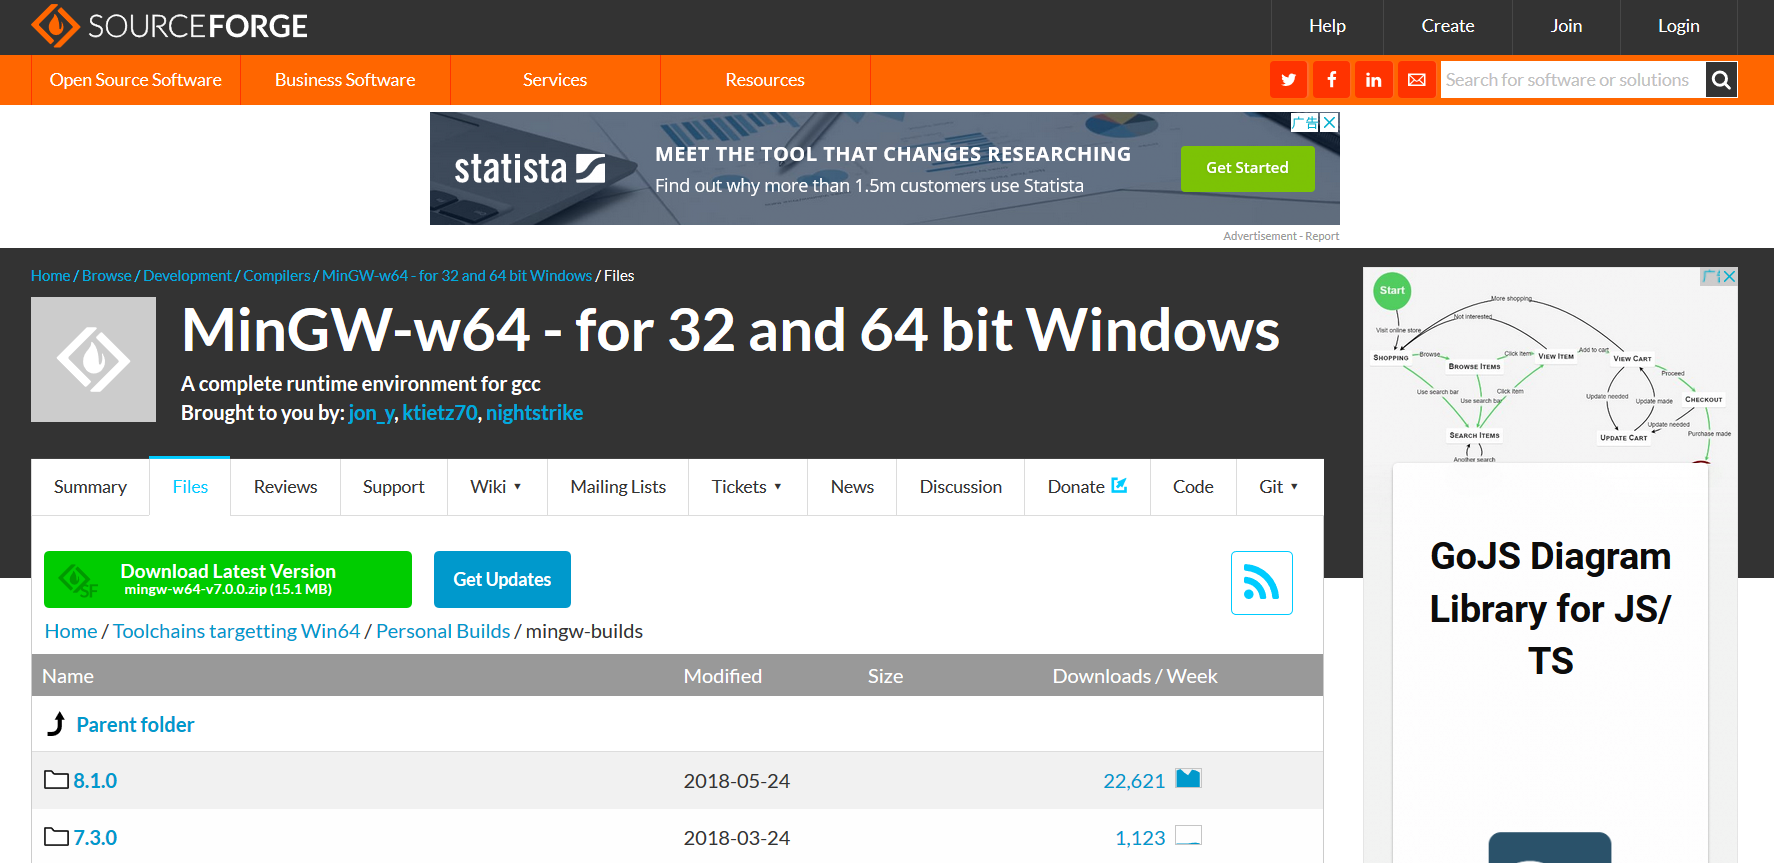 SOURCEFORGE
Help
Create
Join
Login
Open Source Software
Business Software
Services
Resources
Search for software or solutions
statista
MEET THE TOOL THAT CHANGES RESEARCHING
Find out why more than 1.5m customers use Statista
Get Started
广告
Advertisement - Report
Home / Browse / Development / Compilers / MinGW-w64 - for 32 and 64 bit Windows / Files
MinGW-w64 - for 32 and 64 bit Windows
A complete runtime environment for gcc
Brought to you by: jon_y, ktietz70, nightstrike
Summary
Files
Reviews
Support
Wiki
Mailing Lists
Tickets
News
Discussion
Donate
Code
Git
Download Latest Version
mingw-w64-v7.0.0.zip (15.1 MB)
SF
Get Updates
Home / Toolchains targetting Win64 / Personal Builds / mingw-builds
Name
Modified
Size
Downloads / Week
Parent folder
8.1.0
2018-05-24
22,621
7.3.0
2018-03-24
1,123
Start
More shopping
Not interested
Visit online store
SHOPPING
Browse
BROWSE ITEMS
Click item
VIEW ITEM
Add to cart
VIEW CART
Proceed
Use search bar
Use search bar
Click item
Update needed
Update made
CHECKOUT
Update needed
Purchase made
SEARCH ITEMS
UPDATE CART
Another search
GoJS Diagram
Library for JS/
TS